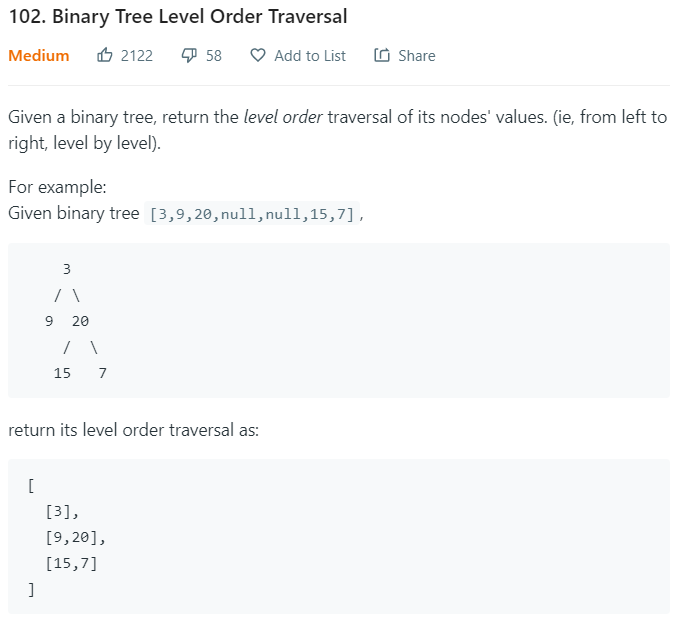 102. Binary Tree Level Order Traversal
Medium 2122 58 Add to List Share
Given a binary tree, return the level order traversal of its nodes' values. (ie, from left to
right, level by level).
For example:
Given binary tree [3,9,20,null,null,15,7],
    3
   / \
  9  20
    /  \
   15   7
return its level order traversal as:
[
  [3],
  [9,20],
  [15,7]
]